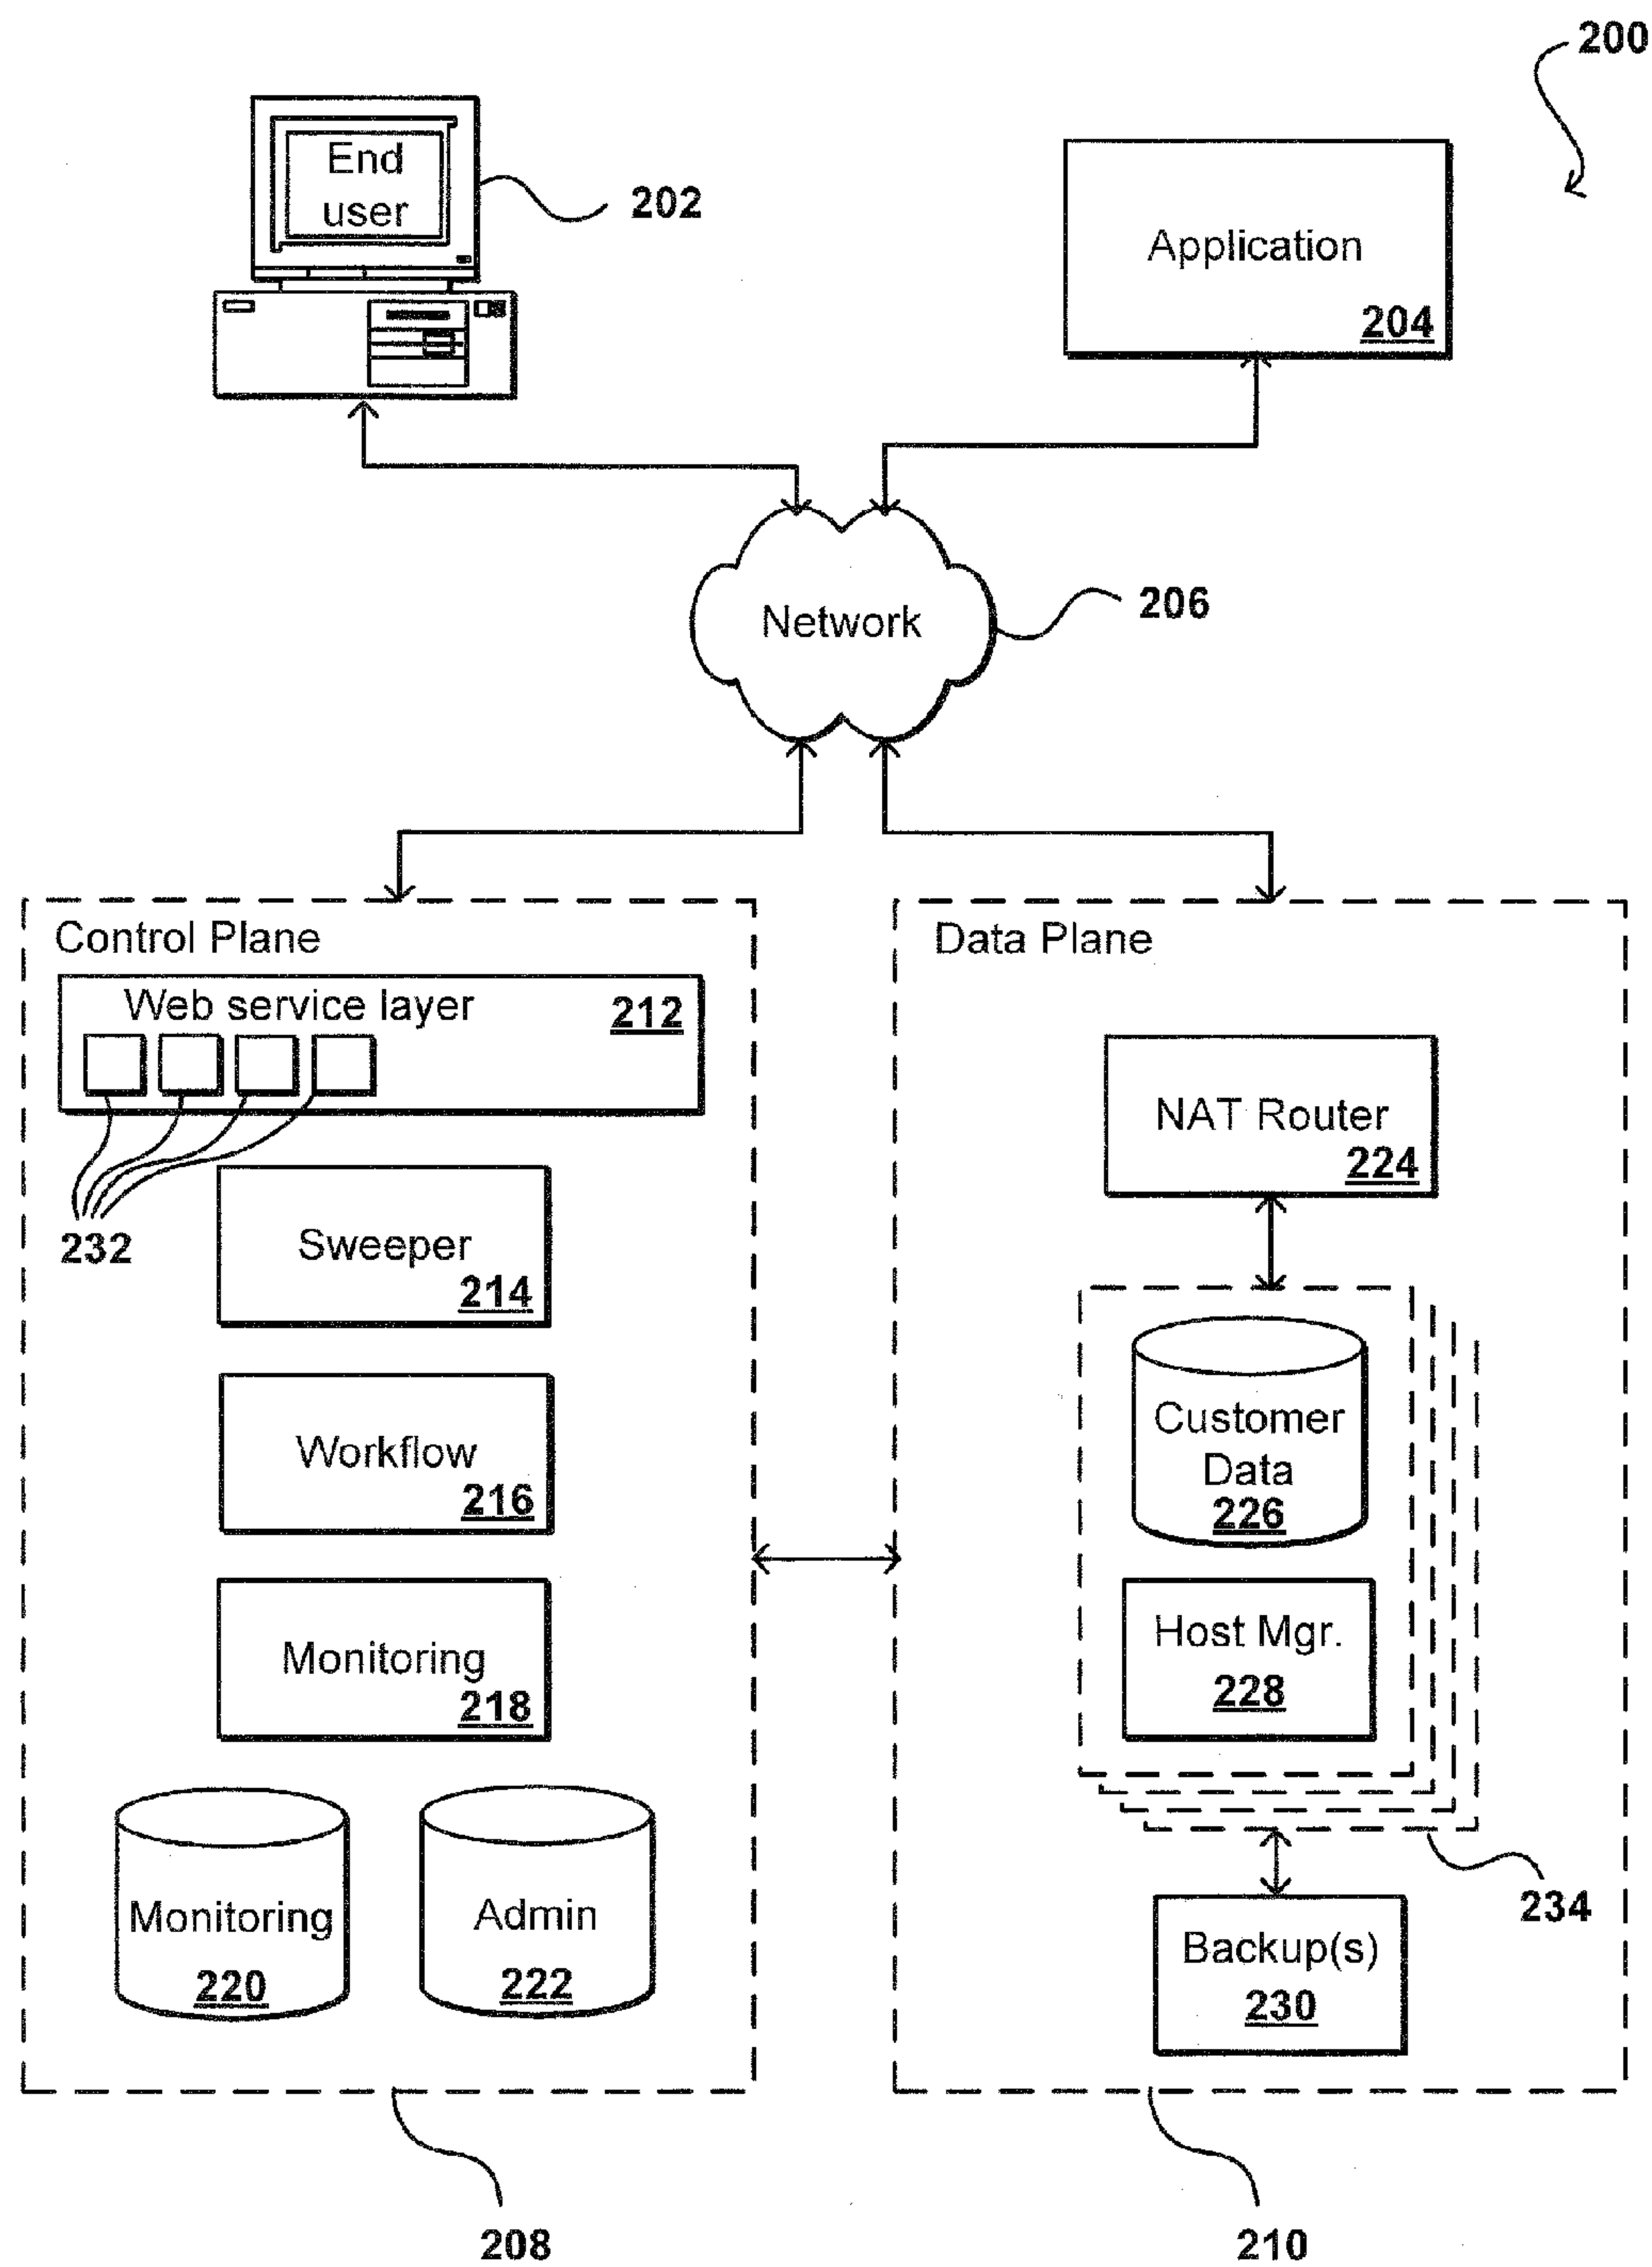 200
End
user
202
Application
204
Network
206
Control Plane
Web service layer
212
232
Sweeper
214
Workflow
216
Monitoring
218
Monitoring
220
Admin
222
208
Data Plane
NAT Router
224
Customer
Data
226
Host Mgr.
228
234
Backup(s)
230
210